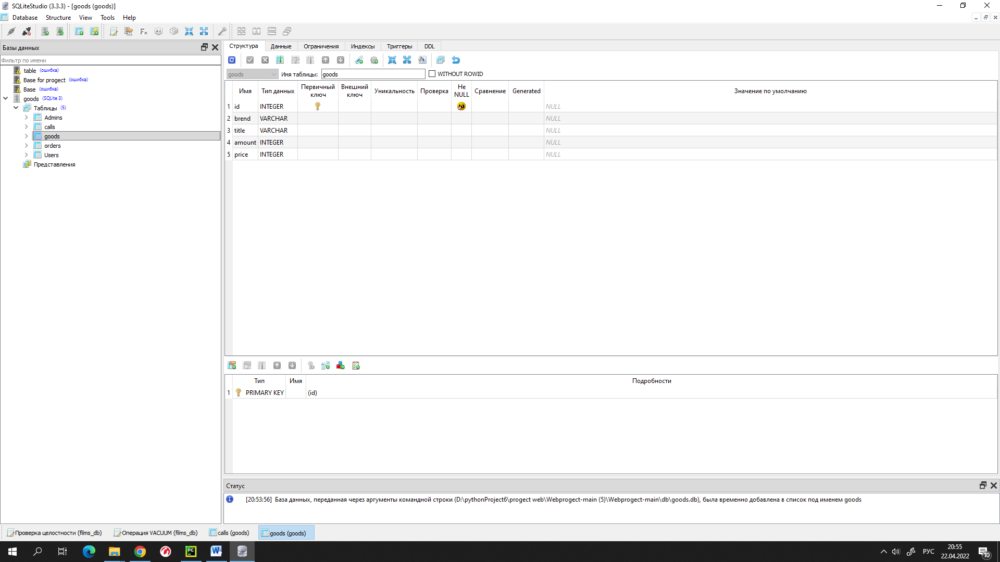 SQLiteStudio (3.3.3) - [goods (goods)]
Database Structure View Tools Help
Базы данных
Фильтр по имени
table (ошибка)
Base for progect (ошибка)
Base (ошибка)
goods (SQLite 3)
Таблицы (5)
Admins
calls
goods
orders
Users
Представления
Структура Данные Ограничения Индексы Триггеры DDL
goods Имя таблицы: goods WITHOUT ROWID
Имя Тип данных Первичный ключ Внешний ключ Уникальность Проверка Не NULL Сравнение Generated Значение по умолчанию
1 id INTEGER NULL
2 brend VARCHAR NULL
3 title VARCHAR NULL
4 amount INTEGER NULL
5 price INTEGER NULL
Тип Имя Подробности
1 PRIMARY KEY (id)
Статус
[20:53:56] База данных, переданная через аргументы командной строки (D:\pythonProject6\progect web\Webprogect-main (5)\Webprogect-main\db\goods.db), была временно добавлена в список под именем goods
Проверка целостности (films_db) Операция VACUUM (films_db) calls (goods) goods (goods)
РУС 20:55
22.04.2022
10